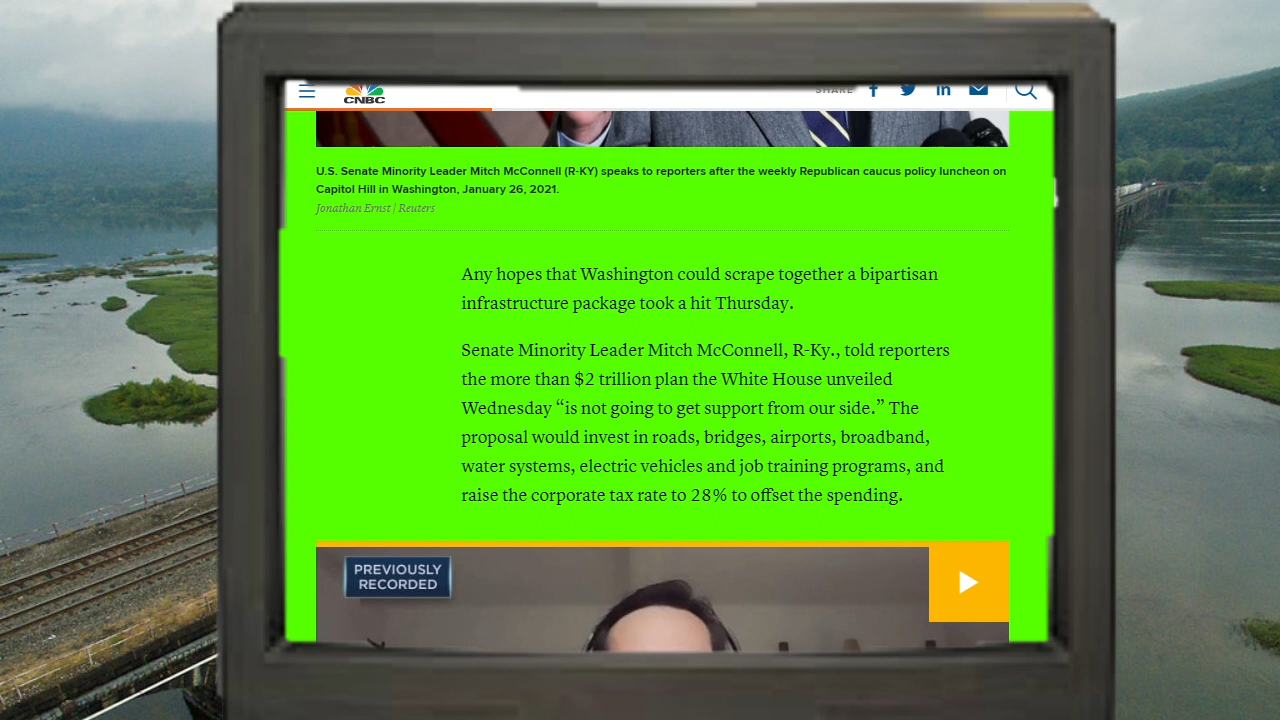 CNBC
SHARE
U.S. Senate Minority Leader Mitch McConnell (R-KY) speaks to reporters after the weekly Republican caucus policy luncheon on
Capitol Hill in Washington, January 26, 2021.
Jonathan Ernst | Reuters
Any hopes that Washington could scrape together a bipartisan
infrastructure package took a hit Thursday.
Senate Minority Leader Mitch McConnell, R-Ky., told reporters
the more than $2 trillion plan the White House unveiled
Wednesday “is not going to get support from our side.” The
proposal would invest in roads, bridges, airports, broadband,
water systems, electric vehicles and job training programs, and
raise the corporate tax rate to 28% to offset the spending.
PREVIOUSLY
RECORDED